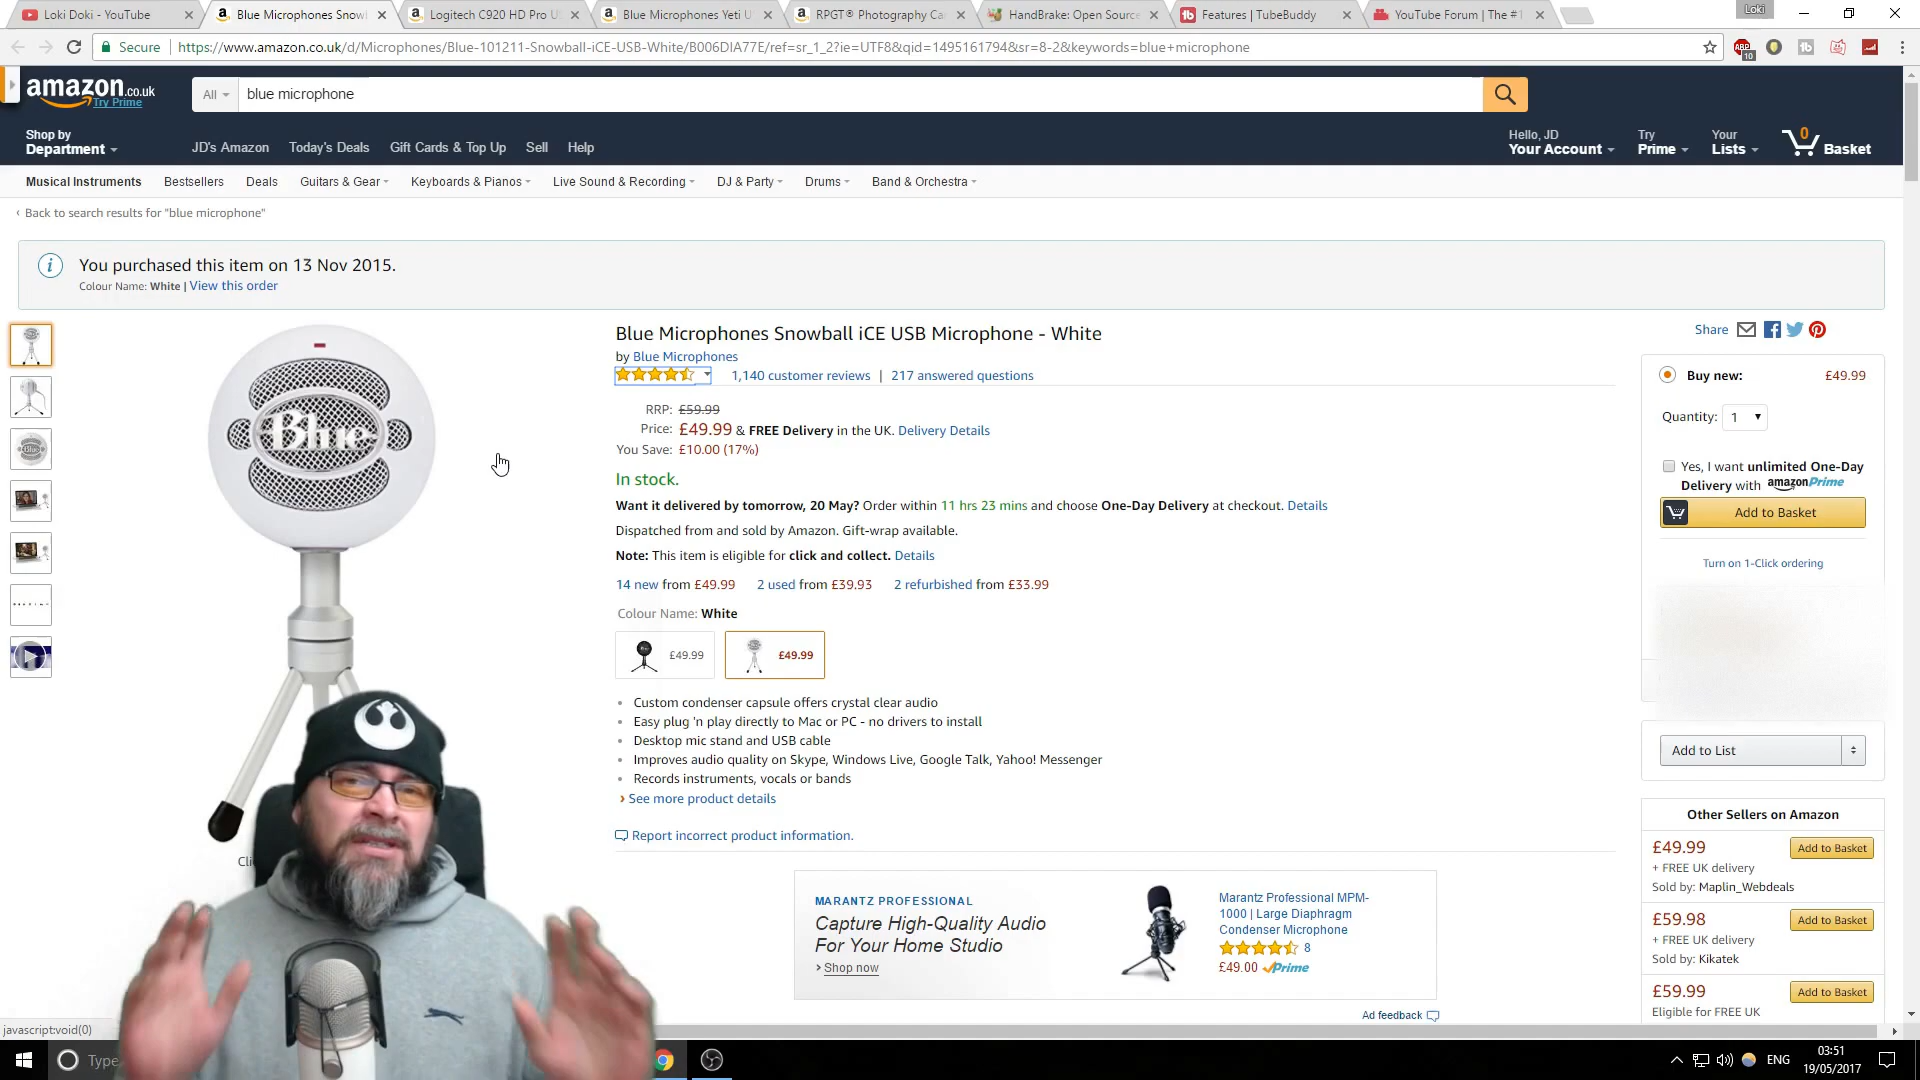 Loki Doki - YouTube
Blue Microphones Snowb
Logitech C920 HD Pro US
Blue Microphones Yeti U
RPGT® Photography Ca
HandBrake: Open Source
Features | TubeBuddy
YouTube Forum | The #1
Loki
Secure
https://www.amazon.co.uk/d/Microphones/Blue-101211-Snowball-iCE-USB-White/B006DIA77E/ref=sr_1_2?ie=UTF8&qid=1495161794&sr=8-2&keywords=blue+microphone
ABP
10
amazon.co.uk
Try Prime
All
blue microphone
Shop by
Department
JD's Amazon
Today's Deals
Gift Cards & Top Up
Sell
Help
Hello, JD
Your Account
Try
Prime
Your
Lists
0
Basket
Musical Instruments
Bestsellers
Deals
Guitars & Gear
Keyboards & Pianos
Live Sound & Recording
DJ & Party
Drums
Band & Orchestra
‹ Back to search results for "blue microphone"
You purchased this item on 13 Nov 2015.
Colour Name: White | View this order
Blue
Blue Microphones Snowball iCE USB Microphone - White
by Blue Microphones
1,140 customer reviews | 217 answered questions
RRP: £59.99
Price: £49.99 & FREE Delivery in the UK. Delivery Details
You Save: £10.00 (17%)
In stock.
Want it delivered by tomorrow, 20 May? Order within 11 hrs 23 mins and choose One-Day Delivery at checkout. Details
Dispatched from and sold by Amazon. Gift-wrap available.
Note: This item is eligible for click and collect. Details
14 new from £49.99 2 used from £39.93 2 refurbished from £33.99
Colour Name: White
£49.99
£49.99
• Custom condenser capsule offers crystal clear audio
• Easy plug 'n play directly to Mac or PC - no drivers to install
• Desktop mic stand and USB cable
• Improves audio quality on Skype, Windows Live, Google Talk, Yahoo! Messenger
• Records instruments, vocals or bands
› See more product details
Report incorrect product information.
MARANTZ PROFESSIONAL
Capture High-Quality Audio
For Your Home Studio
› Shop now
Marantz Professional MPM-
1000 | Large Diaphragm
Condenser Microphone
8
£49.00 Prime
Ad feedback
Share
Buy new: £49.99
Quantity: 1
Yes, I want unlimited One-Day
Delivery with amazonPrime
Add to Basket
Turn on 1-Click ordering
Add to List
Other Sellers on Amazon
£49.99 Add to Basket
+ FREE UK delivery
Sold by: Maplin_Webdeals
£59.98 Add to Basket
+ FREE UK delivery
Sold by: Kikatek
£59.99 Add to Basket
Eligible for FREE UK
javascript:void(0)
Type
ENG
03:51
19/05/2017